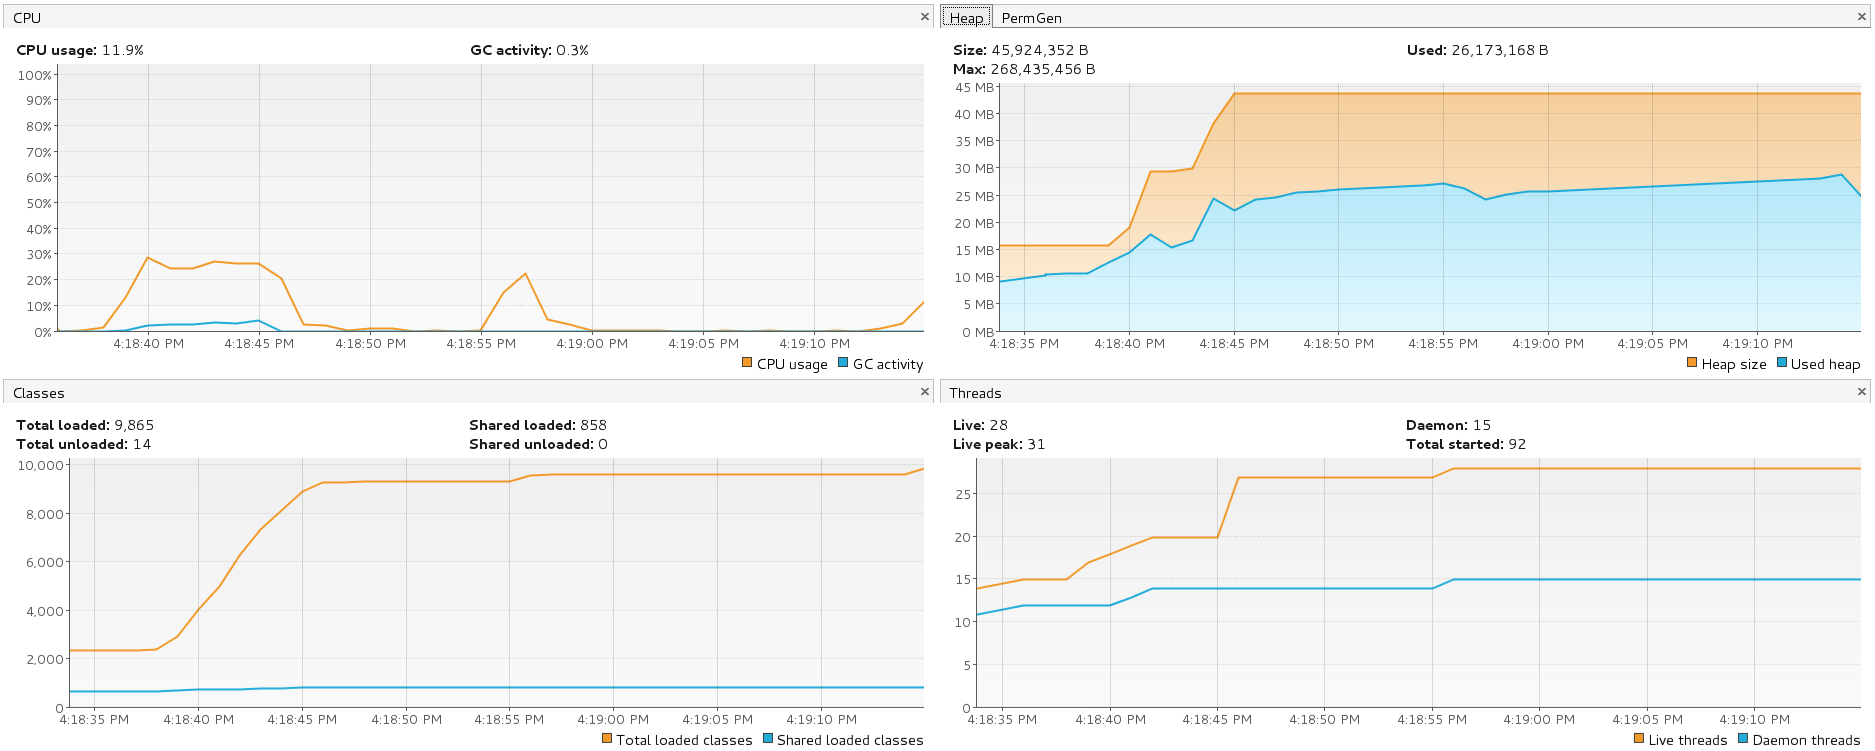 CPU
CPU usage: 11.9% GC activity: 0.3%
100%
90%
80%
70%
60%
50%
40%
30%
20%
10%
0%
4:18:40 PM 4:18:45 PM 4:18:50 PM 4:18:55 PM 4:19:00 PM 4:19:05 PM 4:19:10 PM
CPU usage GC activity
Heap PermGen
Size: 45,924,352 B Used: 26,173,168 B
Max: 268,435,456 B
45 MB
40 MB
35 MB
30 MB
25 MB
20 MB
15 MB
10 MB
5 MB
0 MB
4:18:35 PM 4:18:40 PM 4:18:45 PM 4:18:50 PM 4:18:55 PM 4:19:00 PM 4:19:05 PM 4:19:10 PM
Heap size Used heap
Classes
Total loaded: 9,865 Shared loaded: 858
Total unloaded: 14 Shared unloaded: 0
10,000
8,000
6,000
4,000
2,000
0
4:18:35 PM 4:18:40 PM 4:18:45 PM 4:18:50 PM 4:18:55 PM 4:19:00 PM 4:19:05 PM 4:19:10 PM
Total loaded classes Shared loaded classes
Threads
Live: 28 Daemon: 15
Live peak: 31 Total started: 92
25
20
15
10
5
0
4:18:35 PM 4:18:40 PM 4:18:45 PM 4:18:50 PM 4:18:55 PM 4:19:00 PM 4:19:05 PM 4:19:10 PM
Live threads Daemon threads